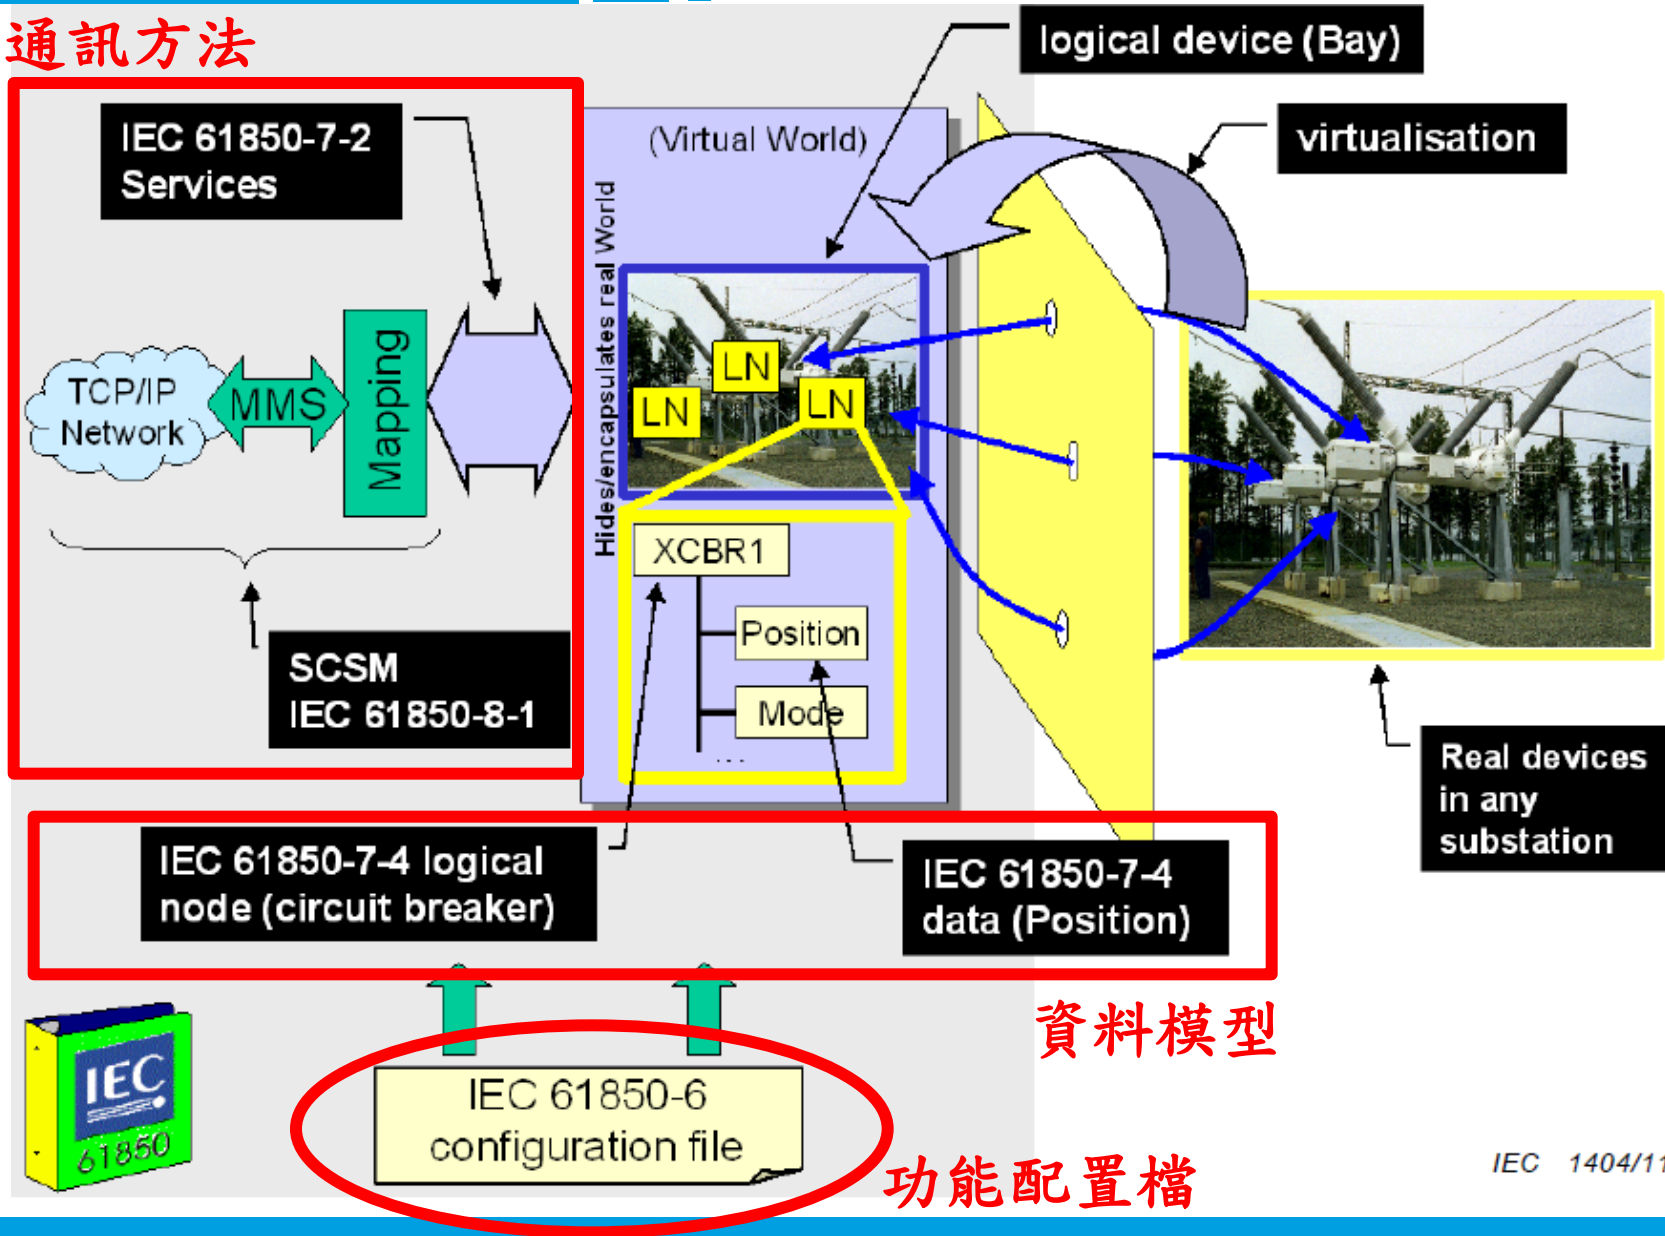 通訊方法
logical device (Bay)
IEC 61850-7-2
Services
(Virtual World)
virtualisation
Hides/encapsulates real World
TCP/IP
Network
MMS
Mapping
LN
LN
LN
XCBR1
Position
Mode
...
SCSM
IEC 61850-8-1
Real devices
in any
substation
IEC 61850-7-4 logical
node (circuit breaker)
IEC 61850-7-4
data (Position)
資料模型
IEC
61850
IEC 61850-6
configuration file
功能配置檔
IEC 1404/11